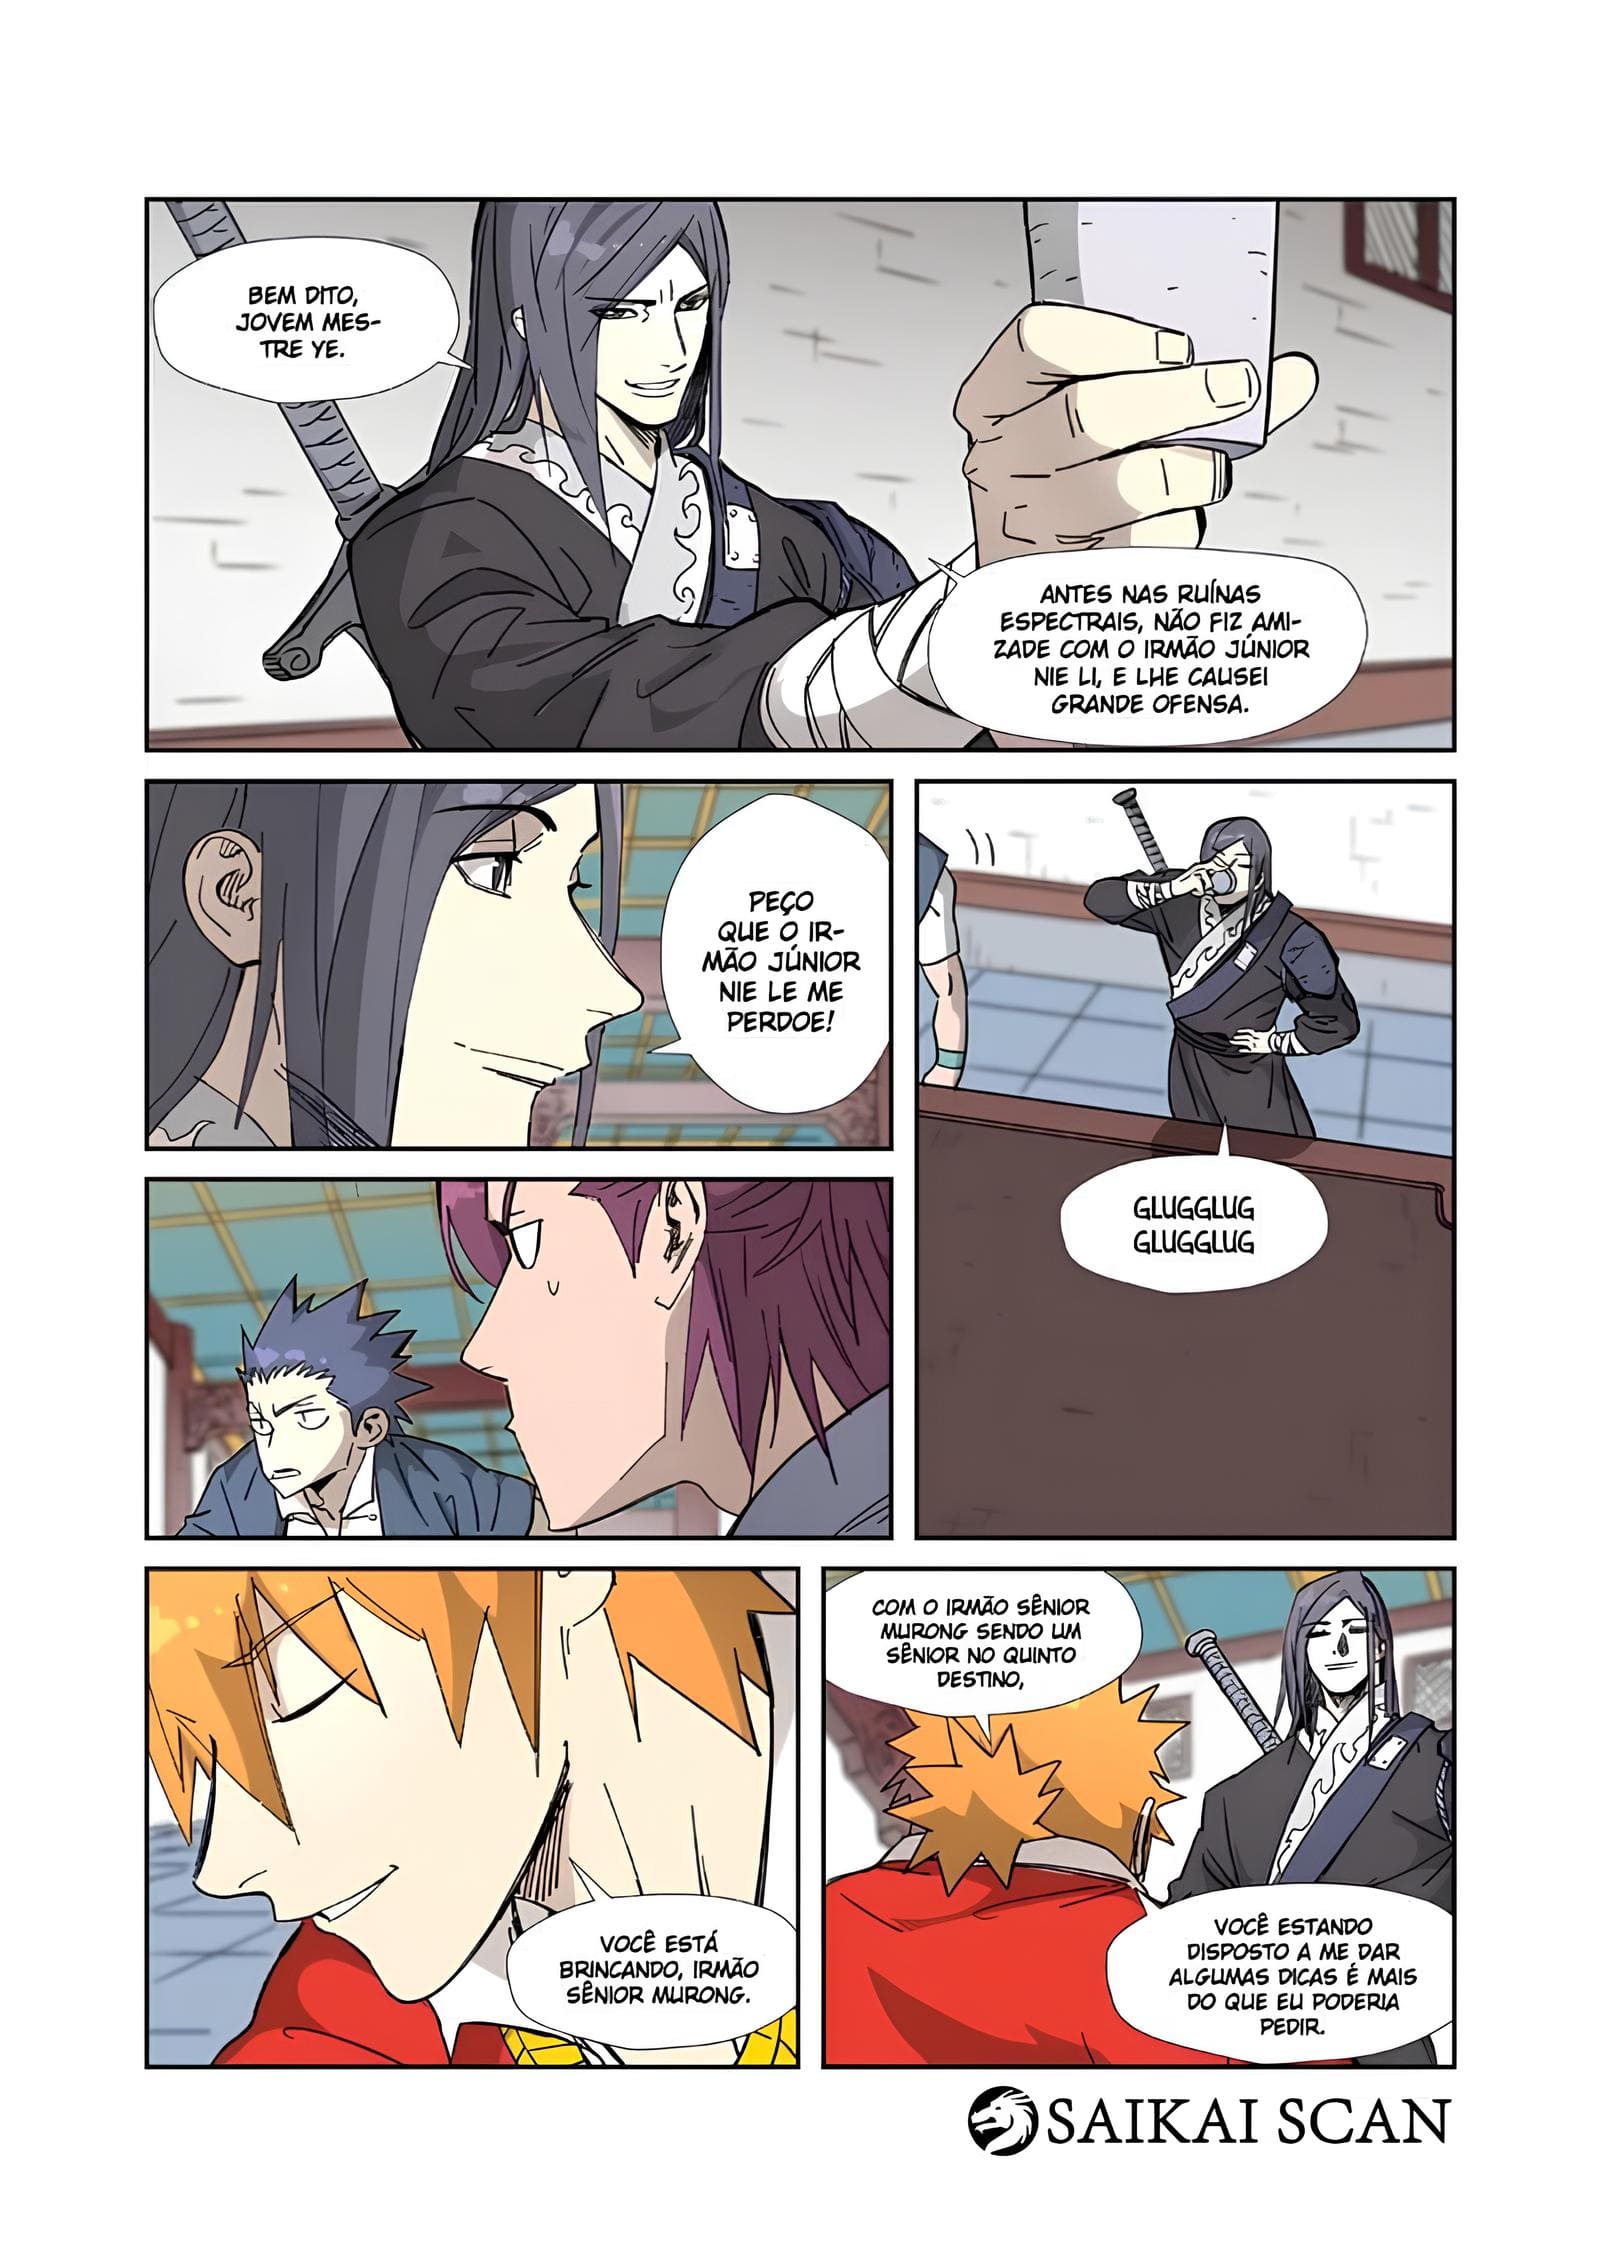 BEM DITO,
JOVEM MES-
TRE YE.
ANTES NAS RUÍNAS
ESPECTRAIS, NÃO FIZ AMI-
ZADE COM O IRMÃO JÚNIOR
NIE LI, E LHE CAUSEI
GRANDE OFENSA.
PEÇO
QUE O IR-
MÃO JÚNIOR
NIE LE ME
PERDOE!
GLUGGLUG
GLUGGLUG
VOCÊ ESTÁ
BRINCANDO, IRMÃO
SÊNIOR MURONG.
COM O IRMÃO SÊNIOR
MURONG SENDO UM
SÊNIOR NO QUINTO
DESTINO,
VOCÊ ESTANDO
DISPOSTO A ME DAR
ALGUMAS DICAS É MAIS
DO QUE EU PODERIA
PEDIR.
SAIKAI SCAN